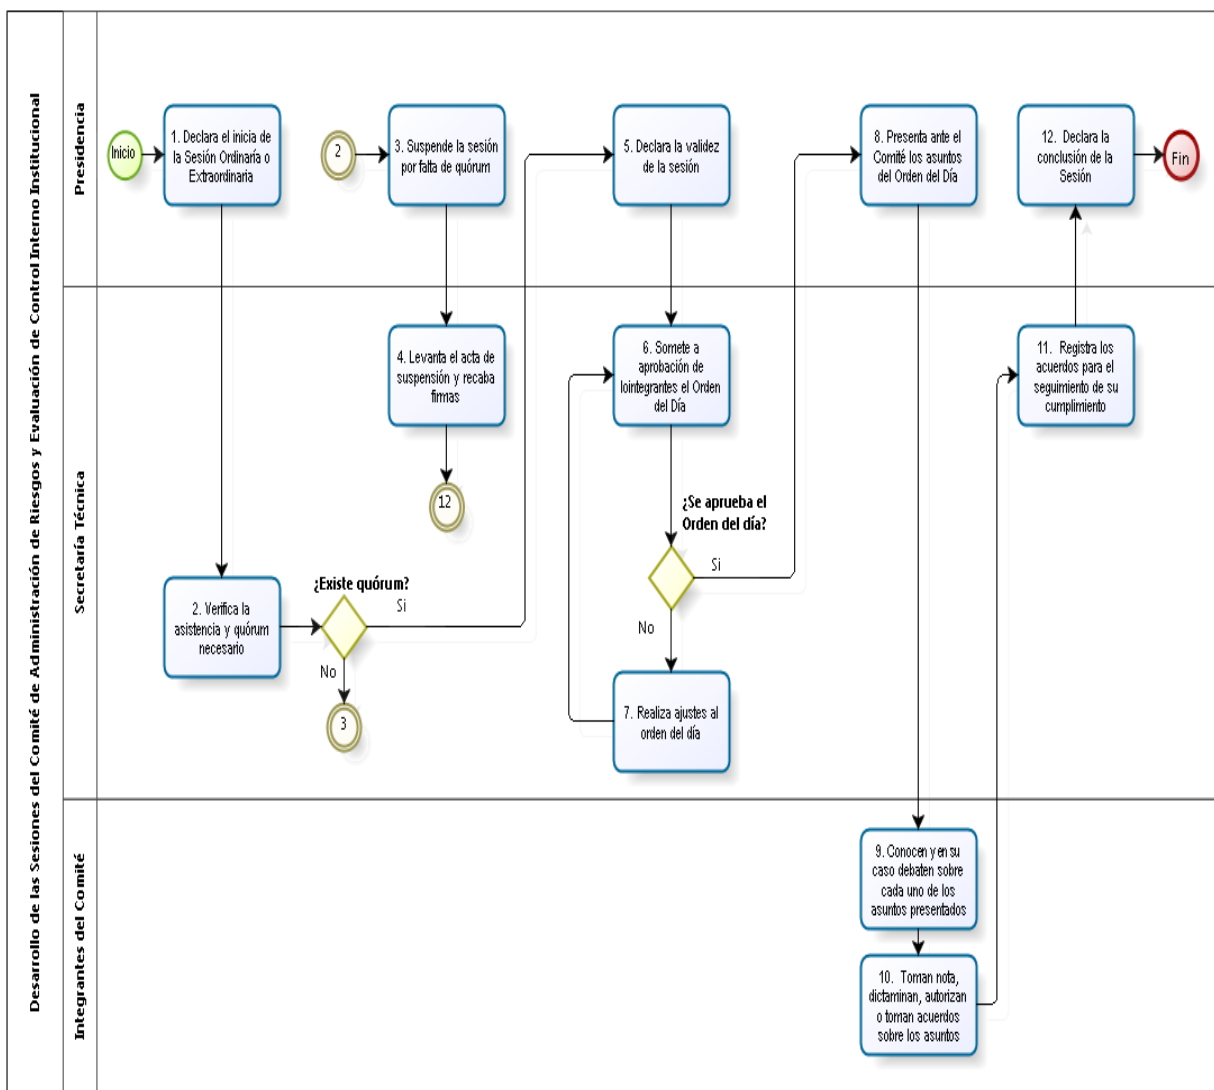 Desarrollo de las Sesiones del Comité de Administración de Riesgos y Evaluación de Control Interno Institucional
Presidencia
Inicio
1. Declara el inicia de
la Sesión Ordinaría o
Extraordinaria
2
3. Suspende la sesión
por falta de quórum
5. Declara la validez
de la sesión
8. Presenta ante el
Comité los asuntos
del Orden del Día
12. Declara la
conclusión de la
Sesión
Fin
Secretaría Técnica
4. Levanta el acta de
suspensión y recaba
firmas
12
6. Somete a
aprobación de
lointegrantes el Orden
del Día
11. Registra los
acuerdos para el
seguimiento de su
cumplimiento
¿Se aprueba el
Orden del día?
Si
No
2. Verifica la
asistencia y quórum
necesario
¿Existe quórum?
Si
No
3
7. Realiza ajustes al
orden del día
Integrantes del Comité
9. Conocen y en su
caso debaten sobre
cada uno de los
asuntos presentados
10. Toman nota,
dictaminan, autorizan
o toman acuerdos
sobre los asuntos